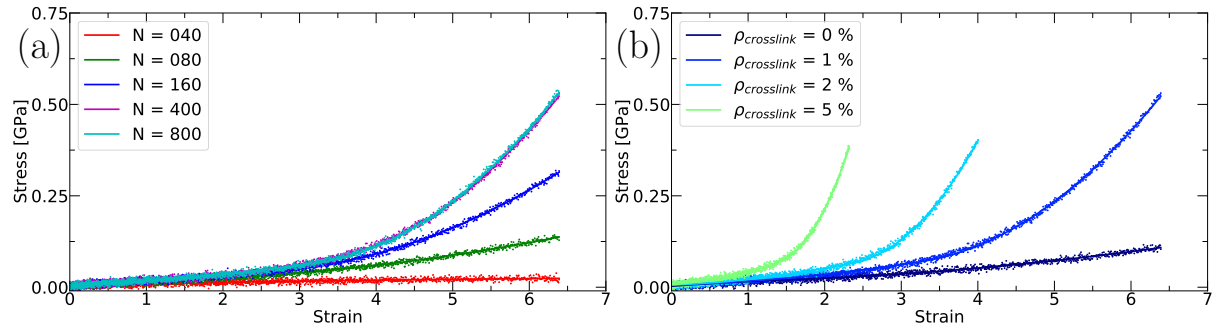 (a)
N = 040
N = 080
N = 160
N = 400
N = 800
Stress [GPa]
0.75
0.50
0.25
0.00
0 1 2 3 4 5 6 7
Strain
(b)
ρcrosslink = 0 %
ρcrosslink = 1 %
ρcrosslink = 2 %
ρcrosslink = 5 %
Stress [GPa]
0.75
0.50
0.25
0.00
0 1 2 3 4 5 6 7
Strain